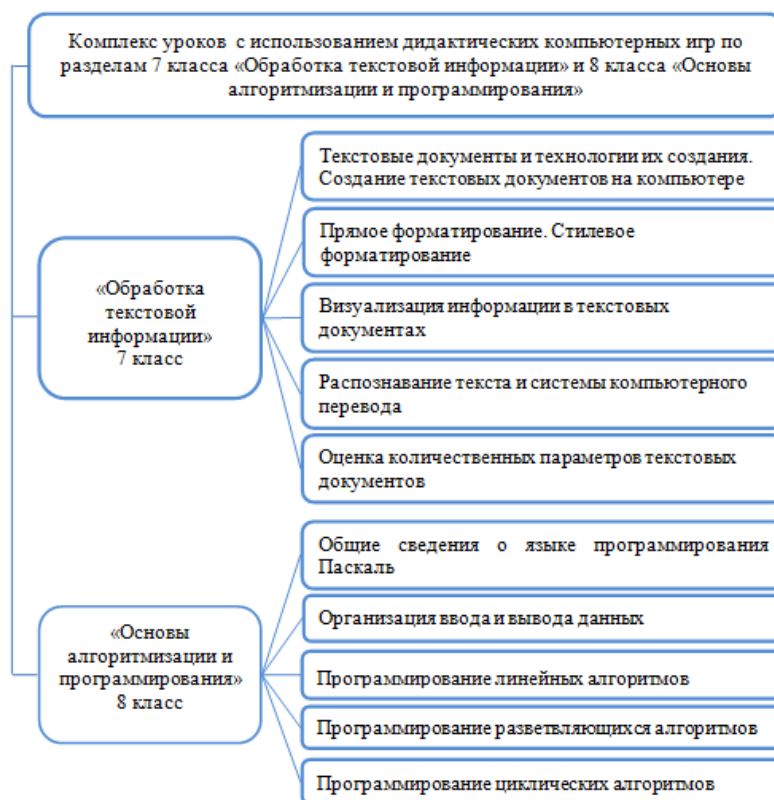 Комплекс уроков с использованием дидактических компьютерных игр по
разделам 7 класса «Обработка текстовой информации» и 8 класса «Основы
алгоритмизации и программирования»
«Обработка
текстовой
информации»
7 класс
Текстовые документы и технологии их создания.
Создание текстовых документов на компьютере
Прямое форматирование. Стилевое
форматирование
Визуализация информации в текстовых
документах
Распознавание текста и системы компьютерного
перевода
Оценка количественных параметров текстовых
документов
«Основы
алгоритмизации и
программирования»
8 класс
Общие сведения о языке программирования
Паскаль
Организация ввода и вывода данных
Программирование линейных алгоритмов
Программирование разветвляющихся алгоритмов
Программирование циклических алгоритмов